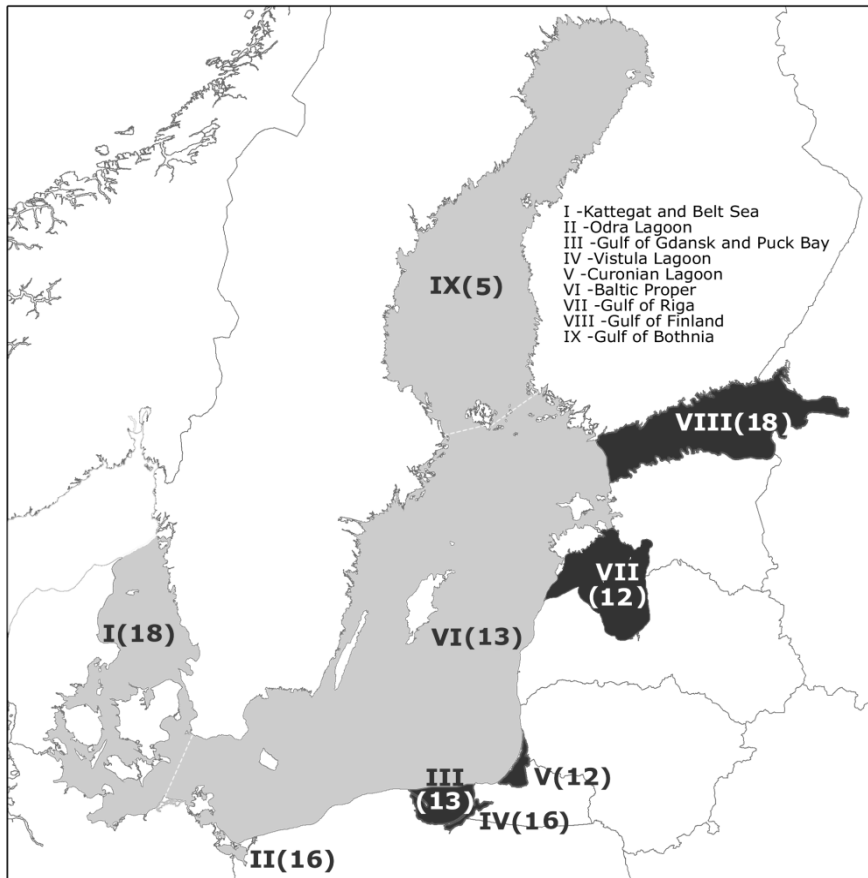 I -Kattegat and Belt Sea
II -Odra Lagoon
III -Gulf of Gdansk and Puck Bay
IV -Vistula Lagoon
V -Curonian Lagoon
VI -Baltic Proper
VII -Gulf of Riga
VIII -Gulf of Finland
IX -Gulf of Bothnia
IX(5)
VIII(18)
VII
(12)
I(18)
VI(13)
III
(13)
V(12)
IV(16)
II(16)